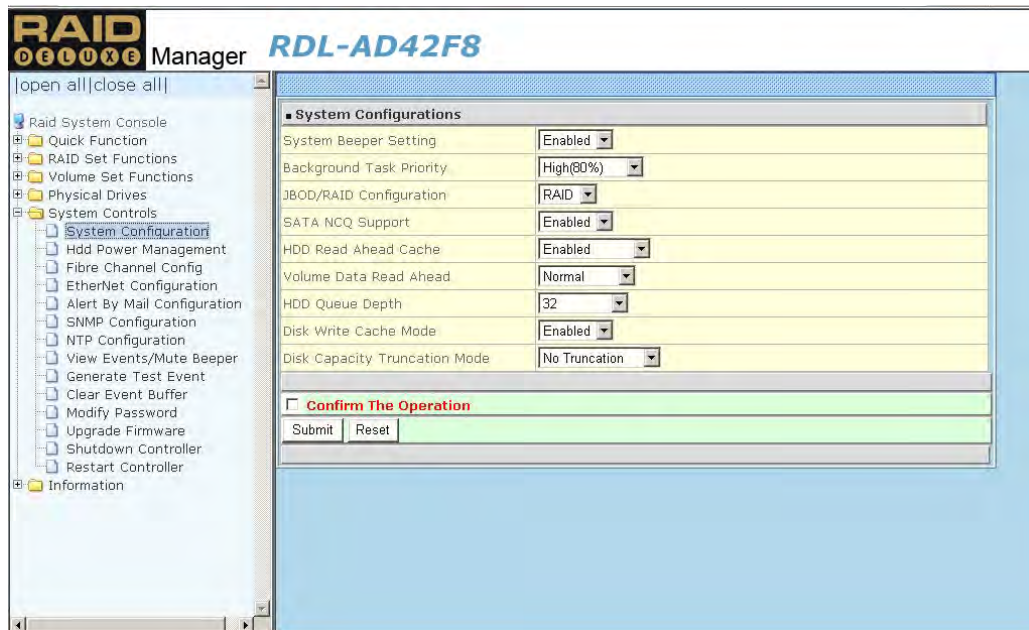 RAID
DELUXE Manager
RDL-AD42F8
|open all|close all|
Raid System Console
Quick Function
RAID Set Functions
Volume Set Functions
Physical Drives
System Controls
System Configuration
Hdd Power Management
Fibre Channel Config
EtherNet Configuration
Alert By Mail Configuration
SNMP Configuration
NTP Configuration
View Events/Mute Beeper
Generate Test Event
Clear Event Buffer
Modify Password
Upgrade Firmware
Shutdown Controller
Restart Controller
Information
System Configurations
System Beeper Setting Enabled
Background Task Priority High(80%)
JBOD/RAID Configuration RAID
SATA NCQ Support Enabled
HDD Read Ahead Cache Enabled
Volume Data Read Ahead Normal
HDD Queue Depth 32
Disk Write Cache Mode Enabled
Disk Capacity Truncation Mode No Truncation
Confirm The Operation
Submit Reset